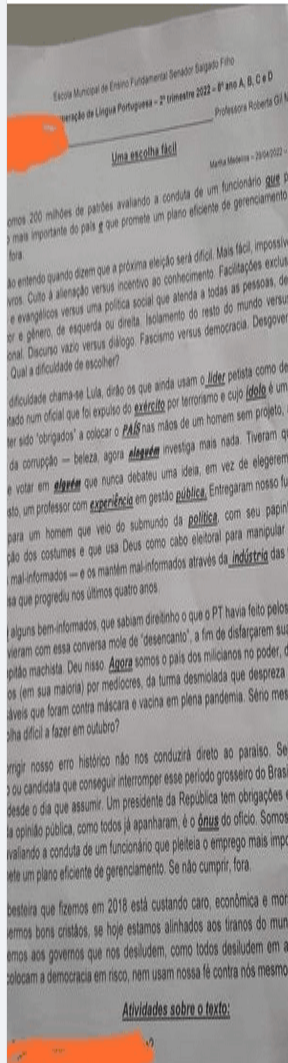 Escola Municipal de Ensino Fundamental Senador Salgado Filho
peração de Língua Portuguesa – 2º trimestre 2022 – 8º ano A, B, C e D
Professora Roberta Gil
Uma escolha fácil
Martha Medeiros – 29/04/2022 –
omos 200 milhões de patrões avaliando a conduta de um funcionário que p
o mais importante do país e que promete um plano eficiente de gerenciamento
fora.
ão entendo quando dizem que a próxima eleição será difícil. Mais fácil, impossív
vros. Culto à alienação versus incentivo ao conhecimento. Facilitações exclus
e evangélicos versus uma política social que atenda a todas as pessoas, de
or e gênero, de esquerda ou direita. Isolamento do resto do mundo versus
onal. Discurso vazio versus diálogo. Fascismo versus democracia. Desgover
Qual a dificuldade de escolher?
dificuldade chama-se Lula, dirão os que ainda usam o líder petista como de
tado num oficial que foi expulso do exército por terrorismo e cujo ídolo é um
ter sido "obrigados" a colocar o PAÍS nas mãos de um homem sem projeto,
da corrupção — beleza, agora ninguém investiga mais nada. Tiveram q
e votar em alguém que nunca debateu uma ideia, em vez de elegerem
sto, um professor com experiência em gestão pública. Entregaram nosso fu
para um homem que veio do submundo da política, com seu papin
ção dos costumes e que usa Deus como cabo eleitoral para manipular
mal-informados — e os mantém mal-informados através da indústria das
sa que progrediu nos últimos quatro anos.
alguns bem-informados, que sabiam direitinho o que o PT havia feito pelos
vieram com essa conversa mole de "desencanto", a fim de disfarçarem sua
pitão machista. Deu nisso. Agora somos o país dos milicianos no poder, d
os (em sua maioria) por medíocres, da turma desmiolada que despreza
áveis que foram contra máscara e vacina em plena pandemia. Sério mes
olha difícil a fazer em outubro?
orrigir nosso erro histórico não nos conduzirá direto ao paraíso. Se
o ou candidata que conseguir interromper esse período grosseiro do Brasi
desde o dia que assumir. Um presidente da República tem obrigações e
la opinião pública, como todos já apanharam, é o ônus do ofício. Somos
avaliando a conduta de um funcionário que pleiteia o emprego mais impo
ete um plano eficiente de gerenciamento. Se não cumprir, fora.
besteira que fizemos em 2018 está custando caro, econômica e mor
ermos bons cristãos, se hoje estamos alinhados aos tiranos do mun
emos aos governos que nos desiludem, como todos desiludem em a
colocam a democracia em risco, nem usam nossa fé contra nós mesmo
Atividades sobre o texto: